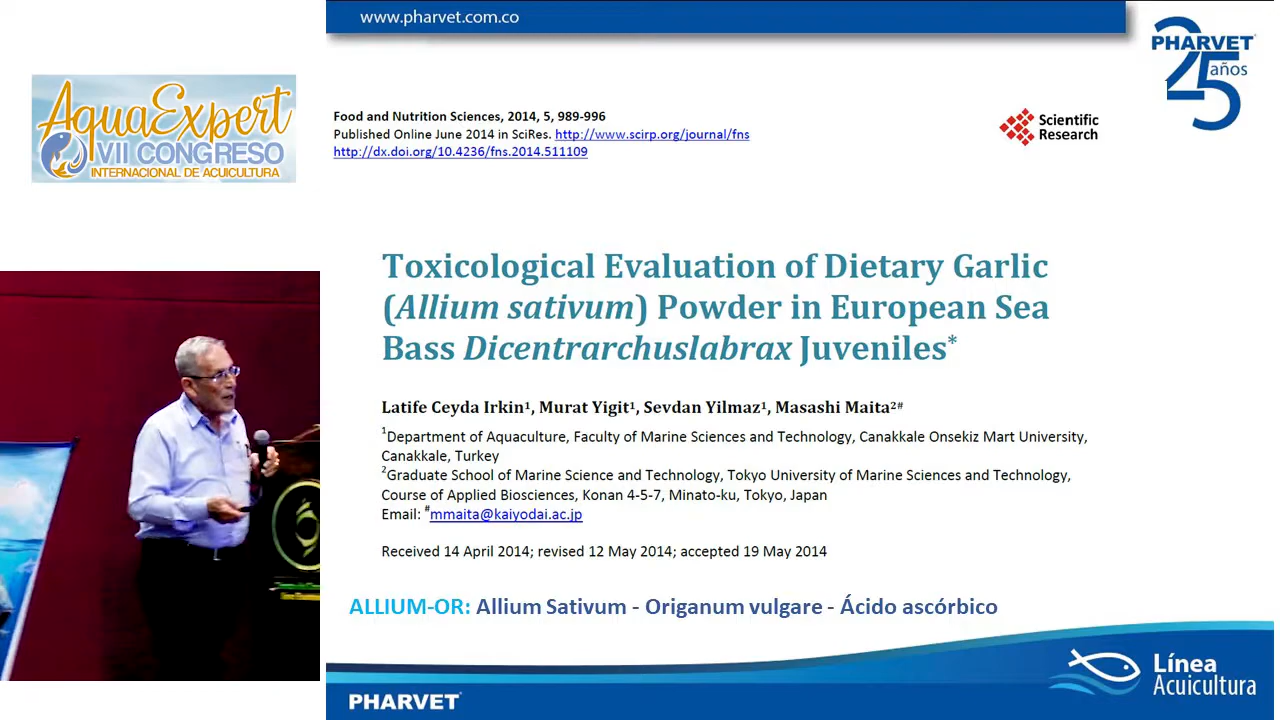 www.pharvet.com.co
PHARVET
25
años
AquaExpert
VII CONGRESO
INTERNACIONAL DE ACUICULTURA
Food and Nutrition Sciences, 2014, 5, 989-996
Published Online June 2014 in SciRes. http://www.scirp.org/journal/fns
http://dx.doi.org/10.4236/fns.2014.511109
Scientific
Research
Toxicological Evaluation of Dietary Garlic
(Allium sativum) Powder in European Sea
Bass Dicentrarchuslabrax Juveniles*
Latife Ceyda Irkin1, Murat Yigit1, Sevdan Yilmaz1, Masashi Maita2#
1Department of Aquaculture, Faculty of Marine Sciences and Technology, Canakkale Onsekiz Mart University,
Canakkale, Turkey
2Graduate School of Marine Science and Technology, Tokyo University of Marine Sciences and Technology,
Course of Applied Biosciences, Konan 4-5-7, Minato-ku, Tokyo, Japan
Email: #mmaita@kaiyodai.ac.jp
Received 14 April 2014; revised 12 May 2014; accepted 19 May 2014
ALLIUM-OR: Allium Sativum - Origanum vulgare - Ácido ascórbico
PHARVET
Línea
Acuicultura